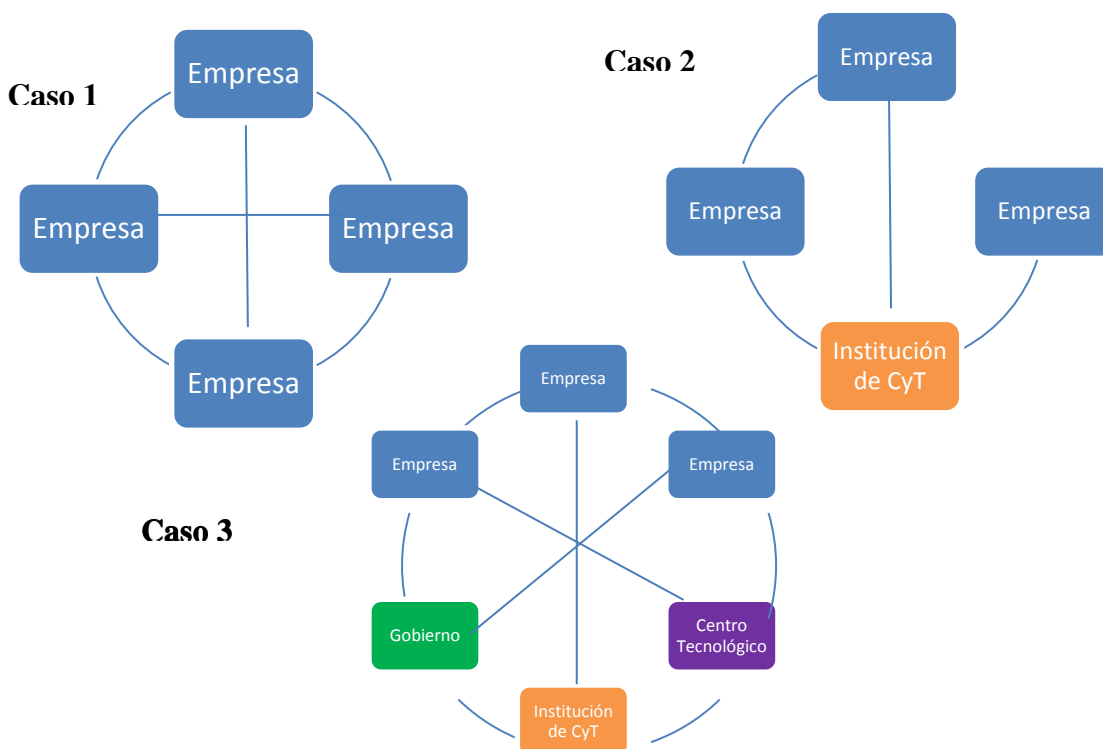 Caso 1
Empresa
Empresa
Empresa
Empresa
Caso 2
Empresa
Empresa
Empresa
Institución
de CyT
Caso 3
Empresa
Empresa
Empresa
Gobierno
Centro
Tecnológico
Institución
de CyT